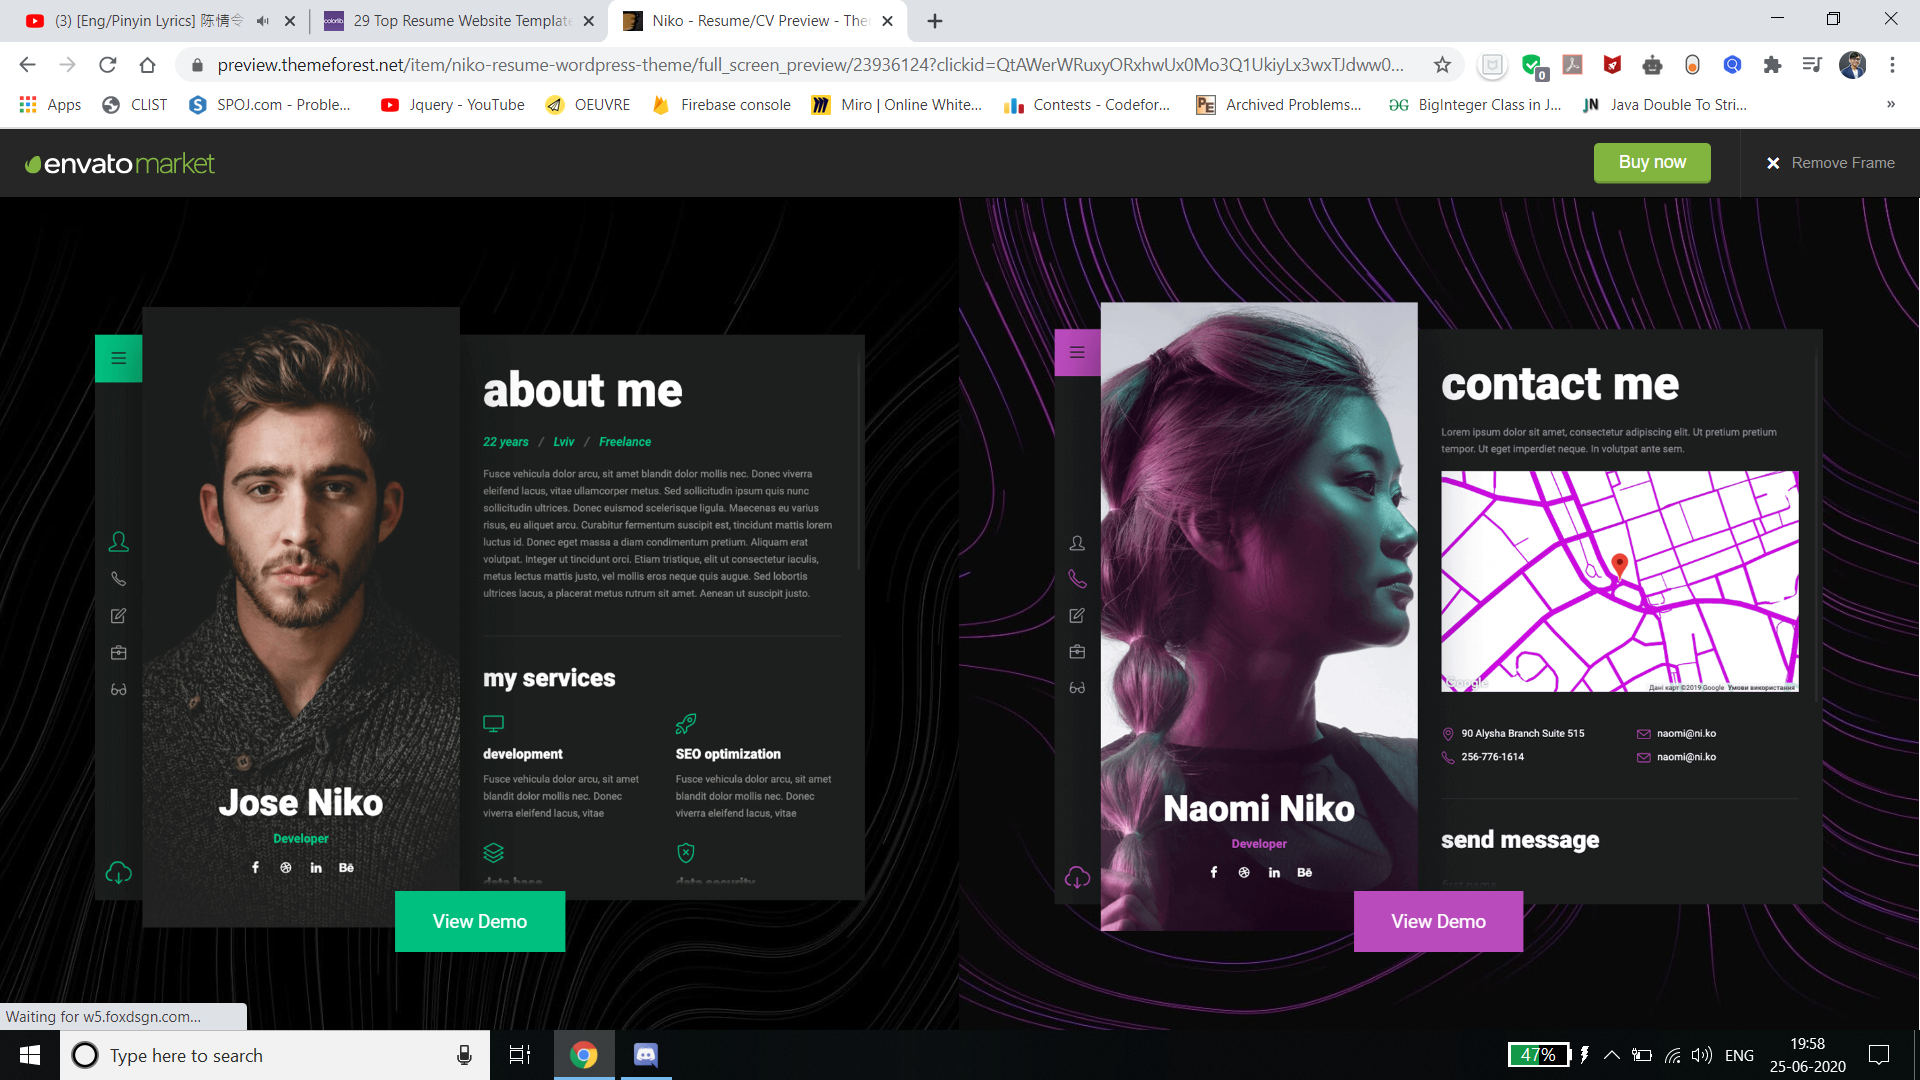 (3) [Eng/Pinyin Lyrics] 陈情令
29 Top Resume Website Template
Niko - Resume/CV Preview - The
preview.themeforest.net/item/niko-resume-wordpress-theme/full_screen_preview/23936124?clickid=QtAWerWRuxyORxhwUx0Mo3Q1UkiyLx3wxTJdww0...
0
Apps
CLIST
SPOJ.com - Proble...
Jquery - YouTube
OEUVRE
Firebase console
Miro | Online White...
Contests - Codefor...
Archived Problems...
BigInteger Class in J...
Java Double To Stri...
»
envatomarket
Buy now
Remove Frame
about me
22 years / Lviv / Freelance
Fusce vehicula dolor arcu, sit amet blandit dolor mollis nec. Donec viverra
eleifend lacus, vitae ullamcorper metus. Sed sollicitudin ipsum quis nunc
sollicitudin ultrices. Donec euismod scelerisque ligula. Maecenas eu varius
risus, eu aliquet arcu. Curabitur fermentum suscipit est, tincidunt mattis lorem
luctus id. Donec eget massa a diam condimentum pretium. Aliquam erat
volutpat. Integer ut tincidunt orci. Etiam tristique, elit ut consectetur iaculis,
metus lectus mattis justo, vel mollis eros neque quis augue. Sed lobortis
ultrices lacus, a placerat metus rutrum sit amet. Aenean ut suscipit justo.
my services
development
Fusce vehicula dolor arcu, sit amet
blandit dolor mollis nec. Donec
viverra eleifend lacus, vitae
SEO optimization
Fusce vehicula dolor arcu, sit amet
blandit dolor mollis nec. Donec
viverra eleifend lacus, vitae
data base
data security
Jose Niko
Developer
Bē
View Demo
contact me
Lorem ipsum dolor sit amet, consectetur adipiscing elit. Ut pretium pretium
tempor. Ut eget imperdiet neque. In volutpat ante sem.
Google
Дані карт ©2019 Google Умови використання
90 Alysha Branch Suite 515
naomi@ni.ko
256-776-1614
naomi@ni.ko
send message
Naomi Niko
Developer
Bē
View Demo
Waiting for w5.foxdsgn.com...
Type here to search
47%
ENG
19:58
25-06-2020